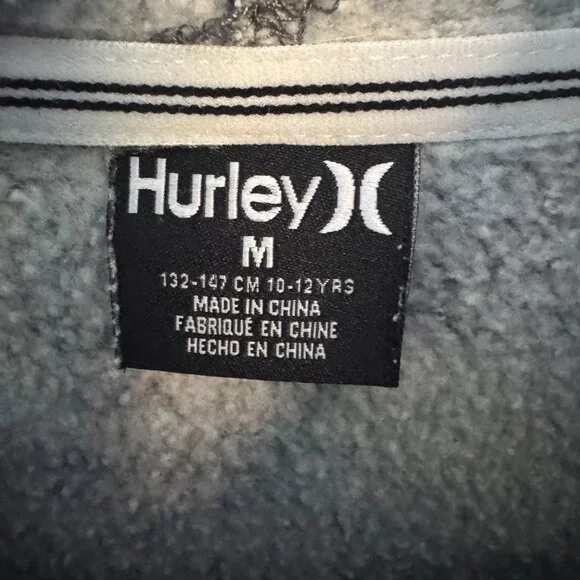 Hurley
M
132-147 CM 10-12YRS
MADE IN CHINA
FABRIQUÉ EN CHINE
HECHO EN CHINA